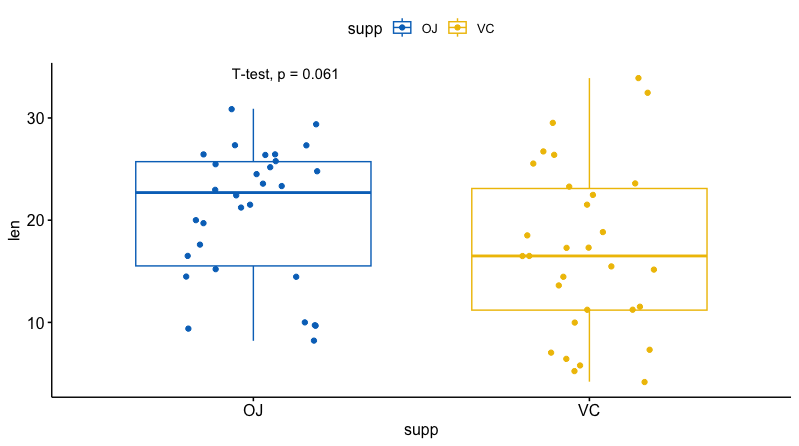 supp OJ VC
T-test, p = 0.061
30
20
10
len
OJ VC
supp